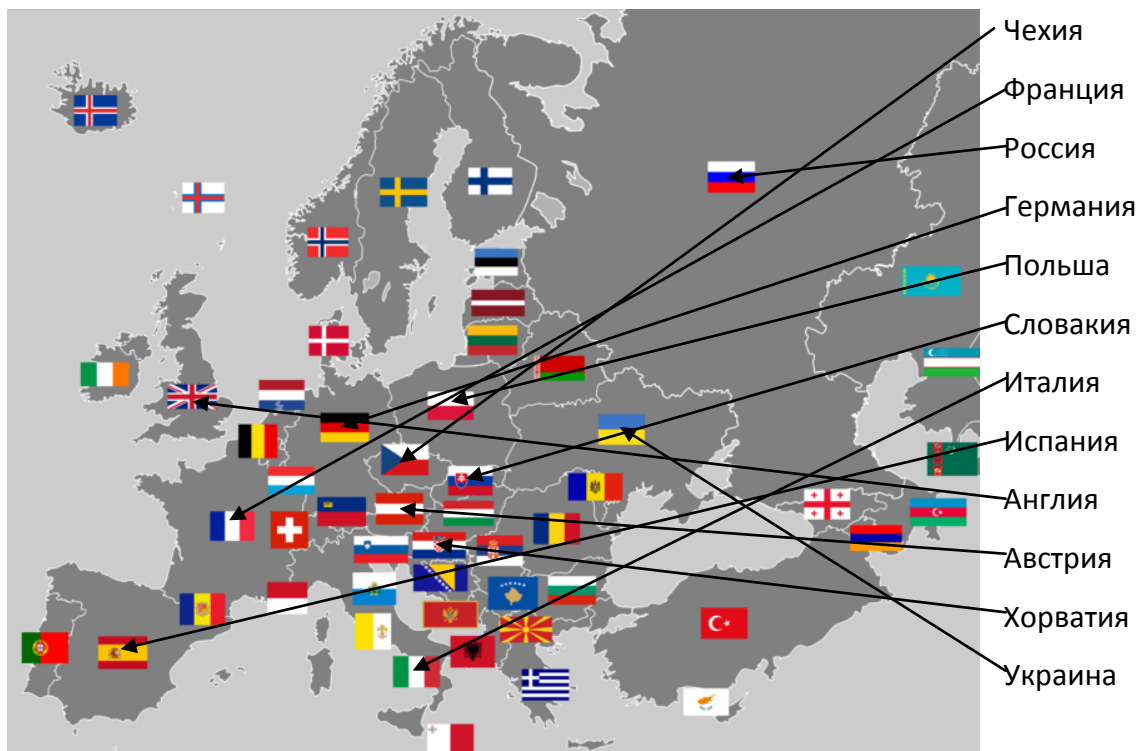 Чехия
Франция
Россия
Германия
Польша
Словакия
Италия
Испания
Англия
Австрия
Хорватия
Украина